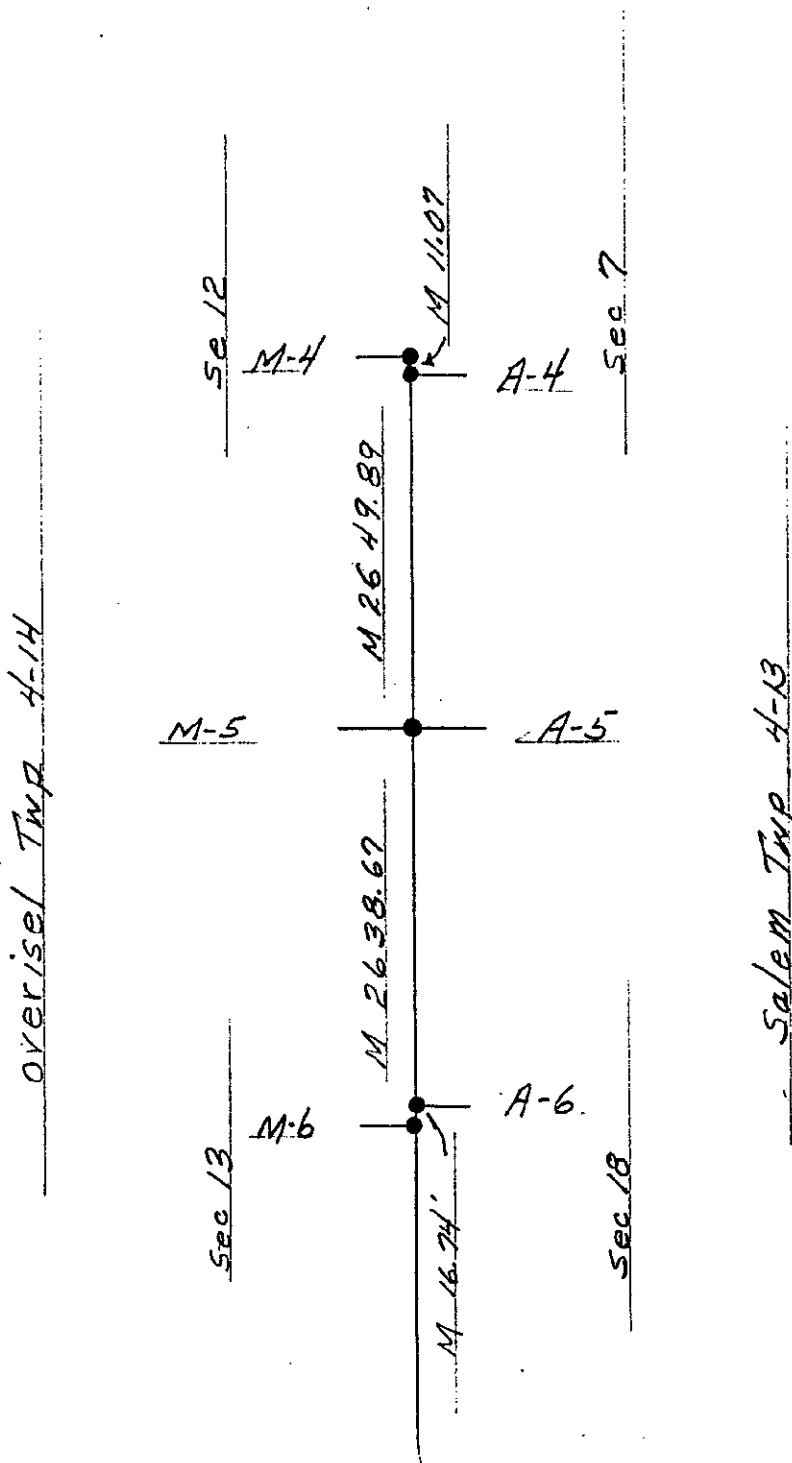 Overisel Twp 4-14
Se 12
M-4
M 11.07
A-4
Sec 7
M 2649.89
M-5
A-5
M 2638.67
Sec 13
M-6
A-6
M 16.74'
Sec 18
Salem Twp 4-13